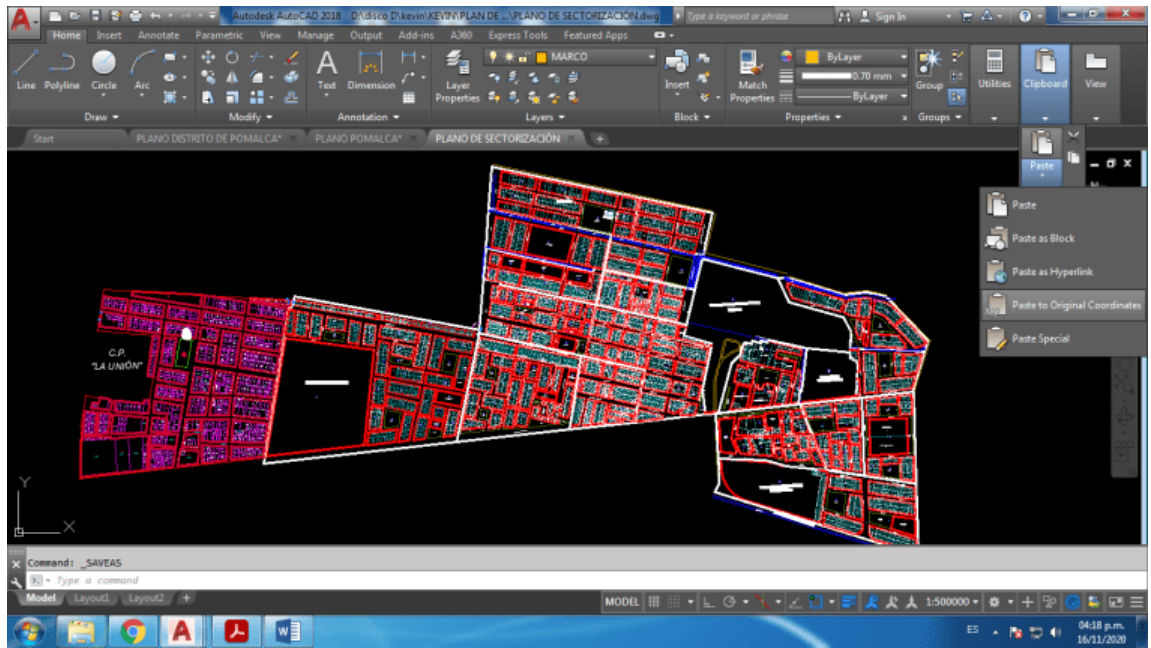 Autodesk AutoCAD 2018 D:\disco D\kevin\KEVIN\PLAN DE ...\PLANO DE SECTORIZACIÓN.dwg Type a keyword or phrase Sign In
Home Insert Annotate Parametric View Manage Output Add-ins A360 Express Tools Featured Apps
MARCO
ByLayer
0.70 mm
ByLayer
Line Polyline Circle Arc Text Dimension Layer Properties Insert Match Properties Group Utilities Clipboard View
Draw Modify Annotation Layers Block Properties Groups
Start PLANO DISTRITO DE POMALCA* PLANO POMALCA* PLANO DE SECTORIZACIÓN
Paste
Paste
Paste as Block
Paste as Hyperlink
Paste to Original Coordinates
Paste Special
C.P.
"LA UNIÓN"
Y
X
Command: _SAVEAS
Type a command
Model Layout1 Layout2 +
MODEL 1:500000
ES 04:18 p.m.
16/11/2020